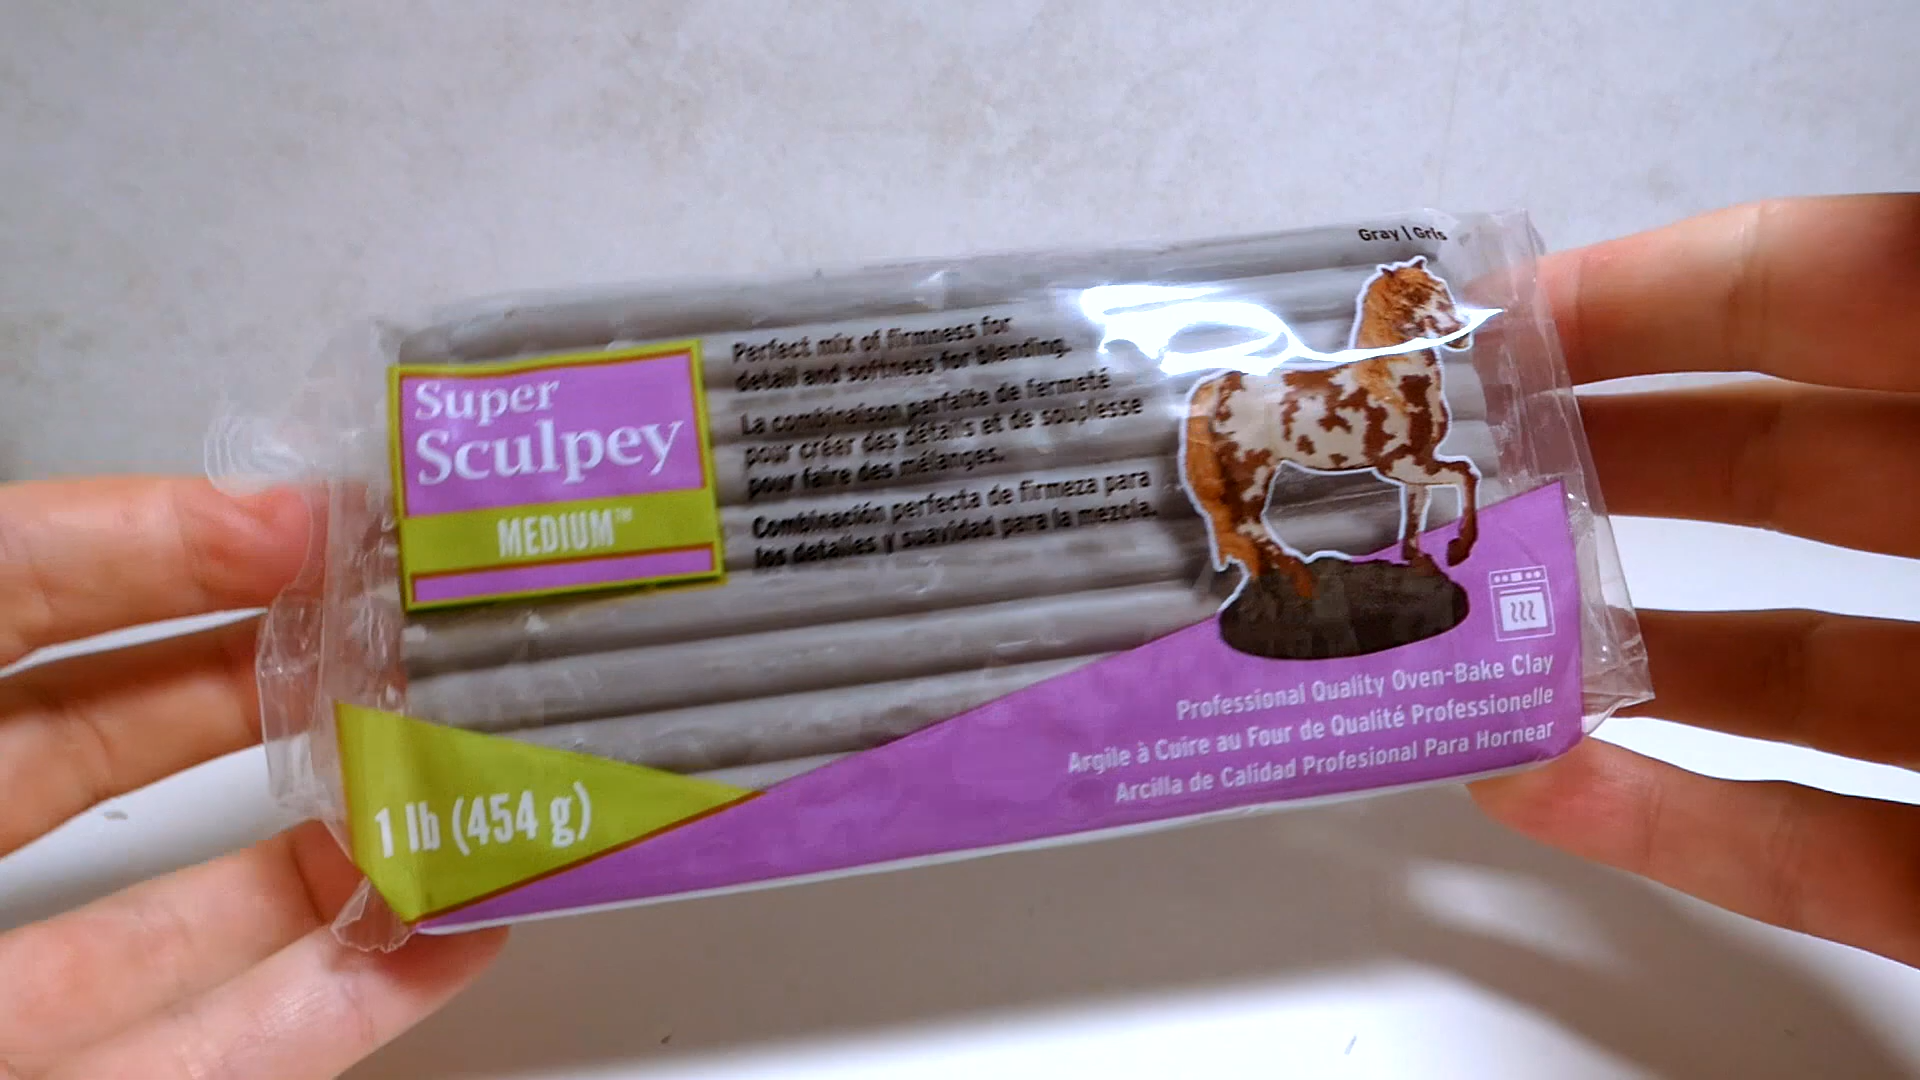 Gray | Gris
Super
Sculpey
MEDIUM™
Perfect mix of firmness for
detail and softness for blending.
La combinaison parfaite de fermeté
pour créer des détails et de souplesse
pour faire des mélanges.
Combinación perfecta de firmeza para
los detalles y suavidad para la mezcla.
Professional Quality Oven-Bake Clay
Argile à Cuire au Four de Qualité Professionelle
Arcilla de Calidad Profesional Para Hornear
1 lb (454 g)